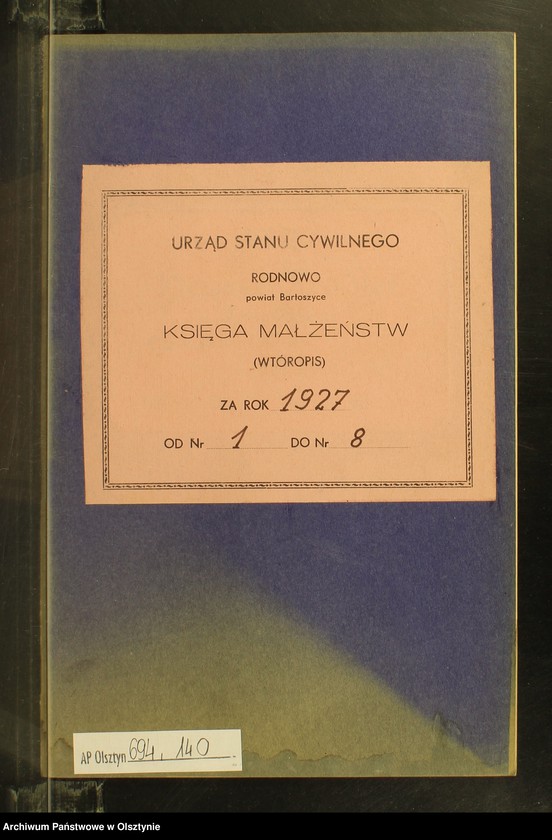 URZĄD STANU CYWILNEGO
RODNOWO
powiat Bartoszyce
KSIĘGA MAŁŻEŃSTW
(WTÓROPIS)
ZA ROK 1927
OD Nr 1 DO Nr 8
AP Olsztyn 694, 140
Archiwum Państwowe w Olsztynie